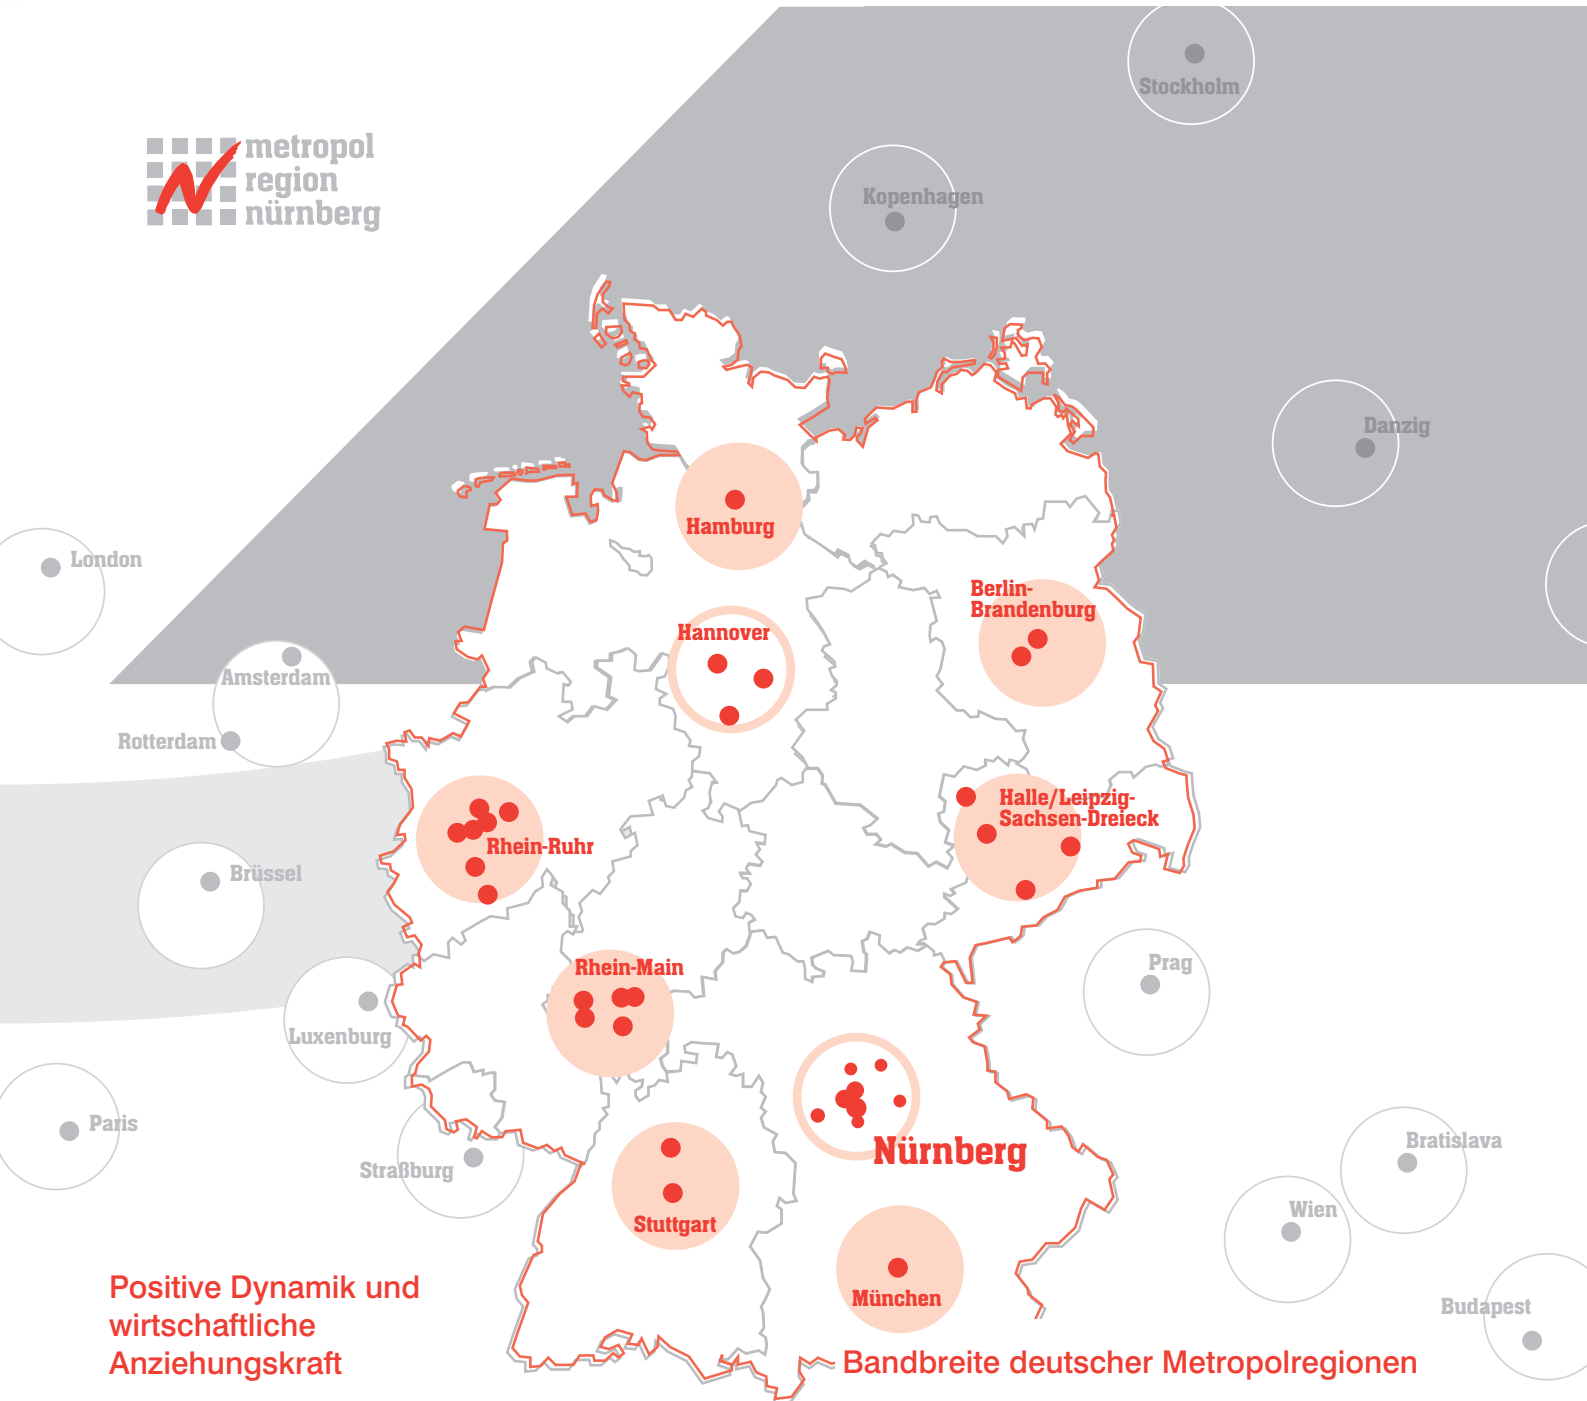 Stockholm
metropol
region
nürnberg
Kopenhagen
Danzig
Hamburg
London
Berlin-
Brandenburg
Hannover
Amsterdam
Rotterdam
Halle/Leipzig-
Sachsen-Dreieck
Rhein-Ruhr
Brüssel
Rhein-Main
Prag
Luxenburg
Paris
Nürnberg
Bratislava
Straßburg
Stuttgart
Wien
München
Budapest
Positive Dynamik und
wirtschaftliche
Anziehungskraft
Bandbreite deutscher Metropolregionen